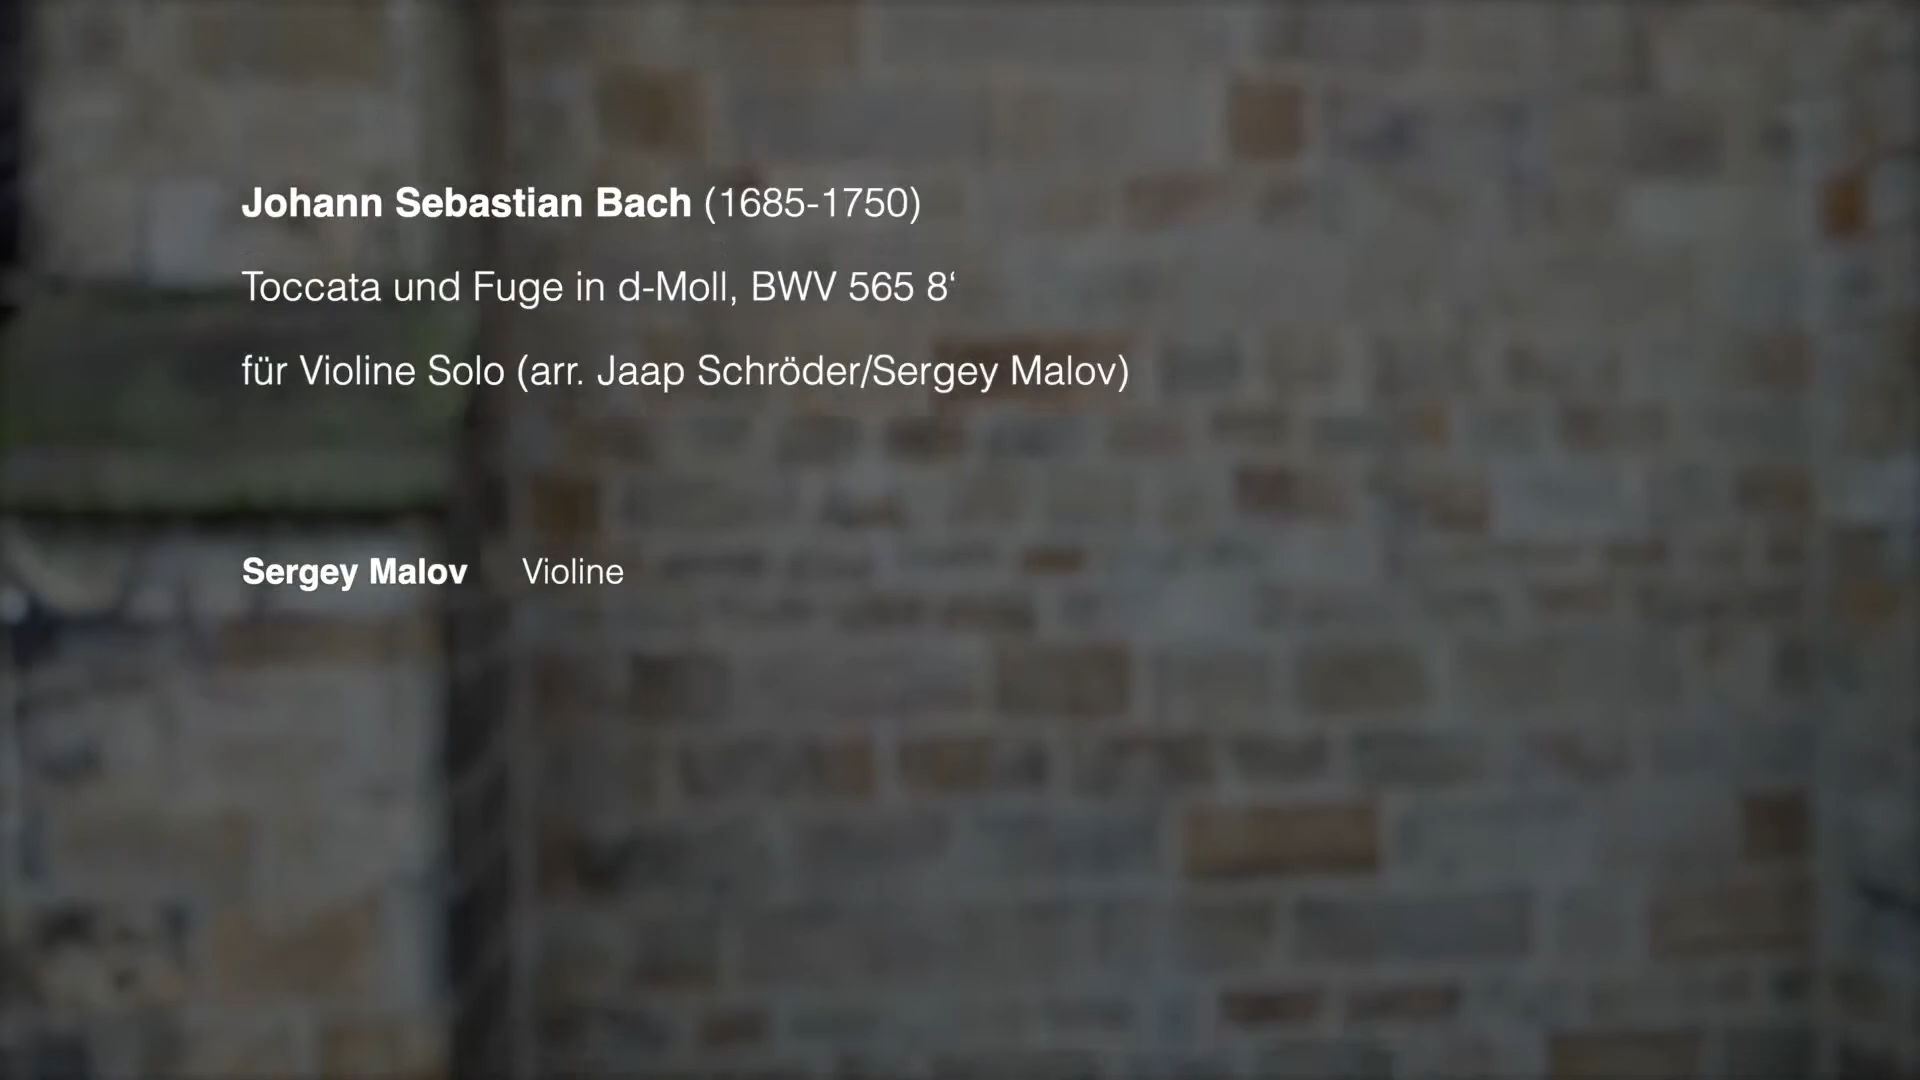 Johann Sebastian Bach (1685-1750)
Toccata und Fuge in d-Moll, BWV 565 8‘
für Violine Solo (arr. Jaap Schröder/Sergey Malov)
Sergey Malov Violine